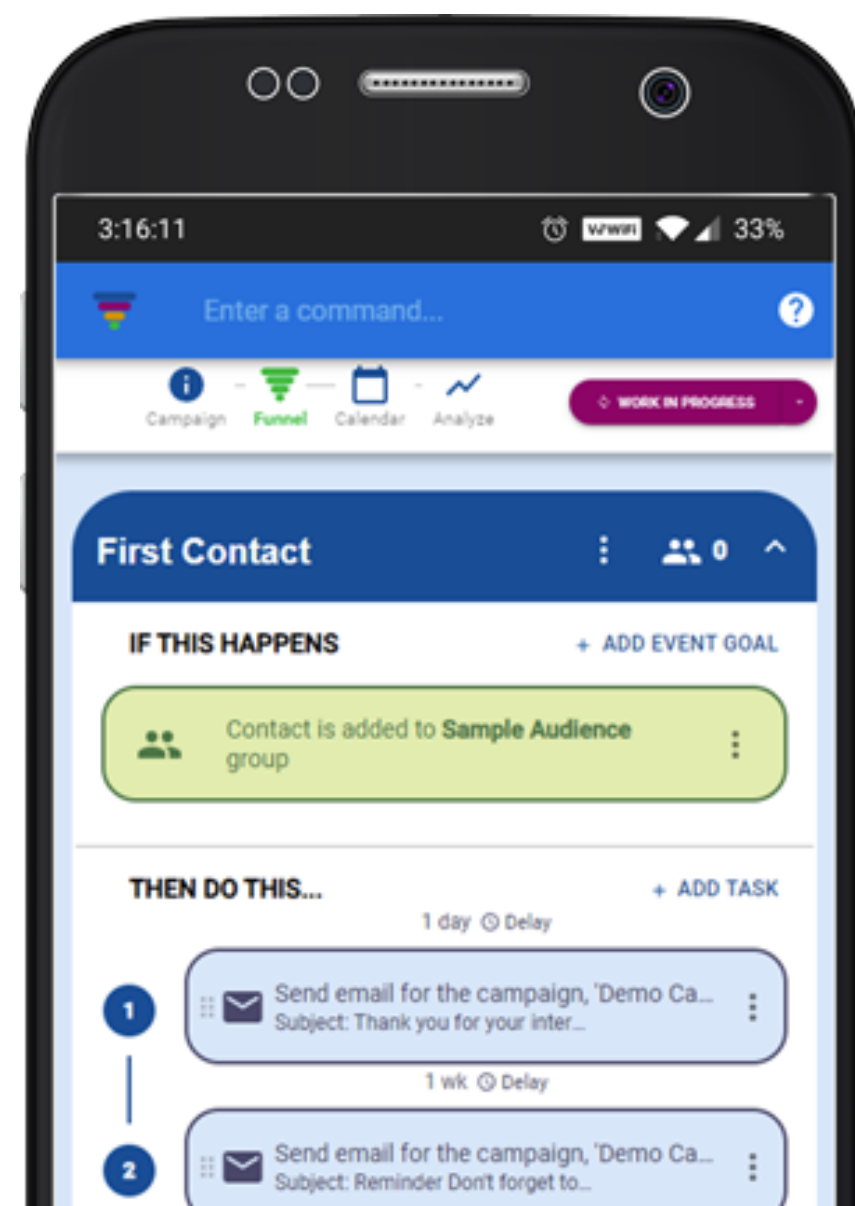 3:16:11 VoWiFi 33%
Enter a command...
Campaign Funnel Calendar Analyze WORK IN PROGRESS
First Contact 0
IF THIS HAPPENS + ADD EVENT GOAL
Contact is added to Sample Audience
group
THEN DO THIS... + ADD TASK
1 day Delay
1 Send email for the campaign, 'Demo Ca...
Subject: Thank you for your inter...
1 wk Delay
2 Send email for the campaign, 'Demo Ca...
Subject: Reminder Don't forget to...